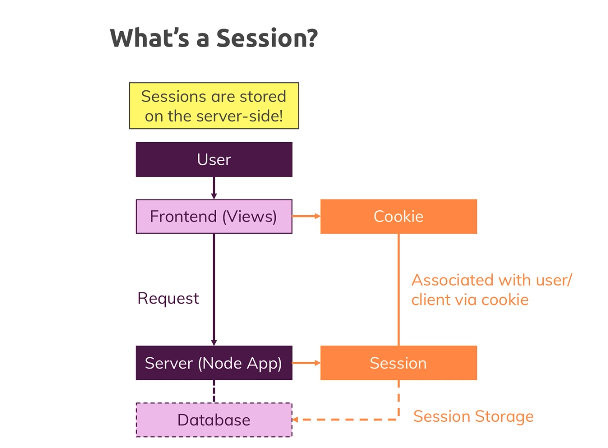 What's a Session?
Sessions are stored
on the server-side!
User
Frontend (Views)
Cookie
Request
Associated with user/
client via cookie
Server (Node App)
Session
Database
Session Storage